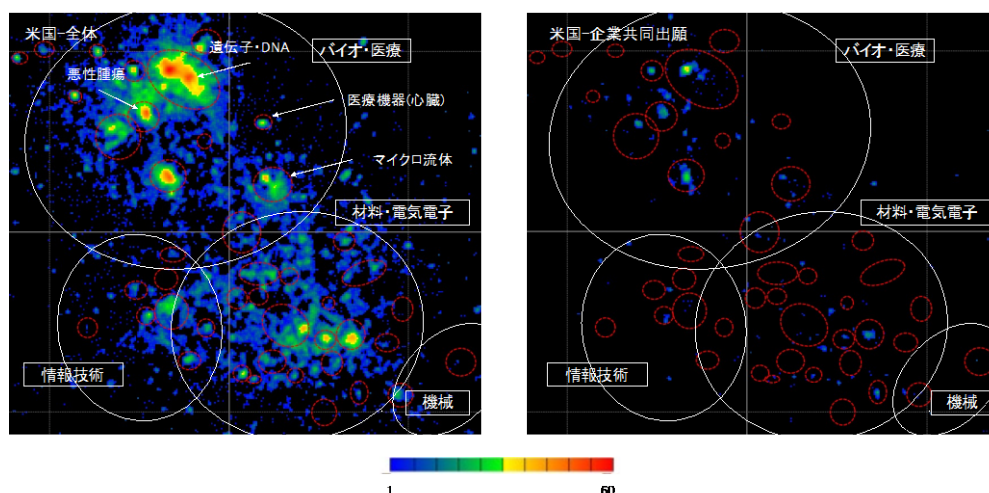 米国-全体
遺伝子・DNA
バイオ・医療
悪性腫瘍
医療機器(心臓)
マイクロ流体
材料・電気電子
情報技術
機械
米国-企業共同出願
バイオ・医療
材料・電気電子
情報技術
機械
1